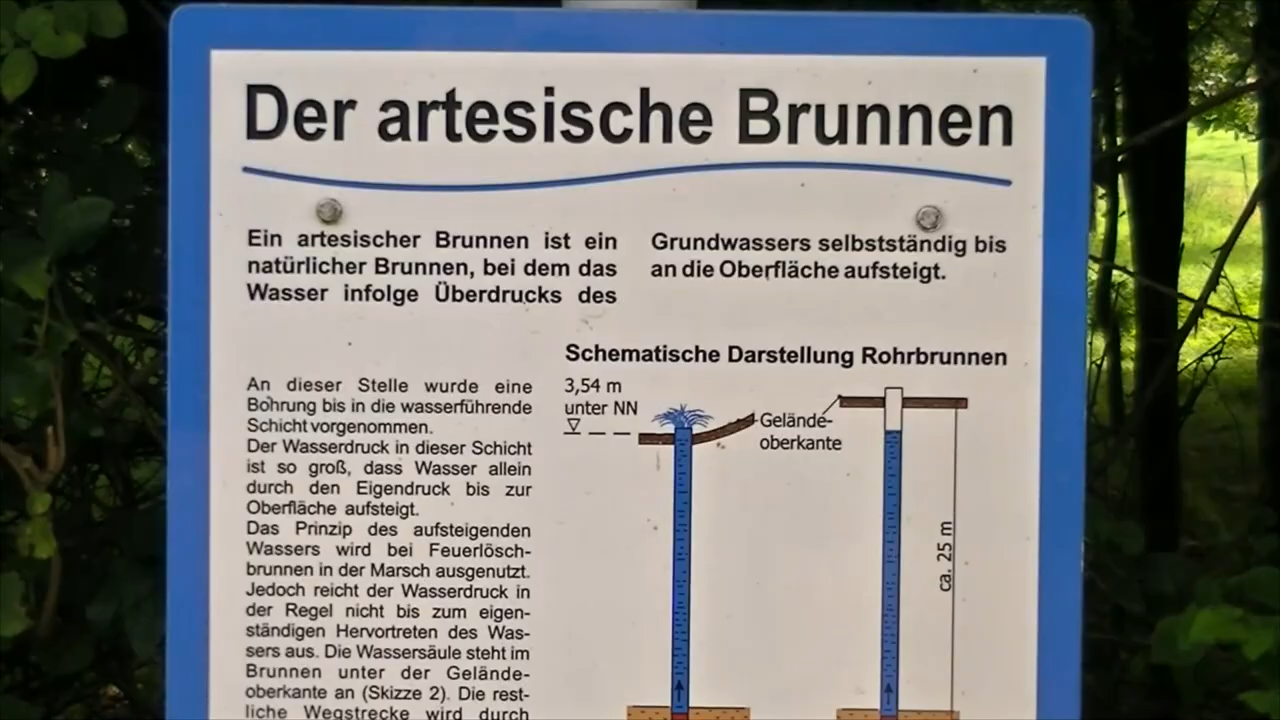 Der artesische Brunnen
Ein artesischer Brunnen ist ein
natürlicher Brunnen, bei dem das
Wasser infolge Überdrucks des
Grundwassers selbstständig bis
an die Oberfläche aufsteigt.
An dieser Stelle wurde eine
Bohrung bis in die wasserführende
Schicht vorgenommen.
Der Wasserdruck in dieser Schicht
ist so groß, dass Wasser allein
durch den Eigendruck bis zur
Oberfläche aufsteigt.
Das Prinzip des aufsteigenden
Wassers wird bei Feuerlösch-
brunnen in der Marsch ausgenutzt.
Jedoch reicht der Wasserdruck in
der Regel nicht bis zum eigen-
ständigen Hervortreten des Was-
sers aus. Die Wassersäule steht im
Brunnen unter der Gelände-
oberkante an (Skizze 2). Die rest-
liche Wegstrecke wird durch
Schematische Darstellung Rohrbrunnen
3,54 m
unter NN
Gelände-
oberkante
ca. 25 m